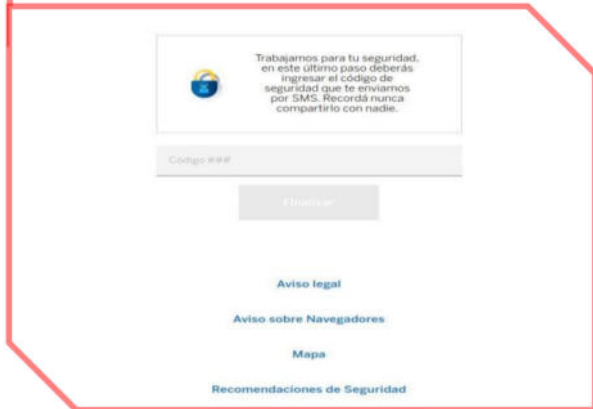 Trabajamos para tu seguridad,
en este último paso deberás
ingresar el código de
seguridad que te enviamos
por SMS. Recordá nunca
compartirlo con nadie.
Código ###
Finalizar
Aviso legal
Aviso sobre Navegadores
Mapa
Recomendaciones de Seguridad